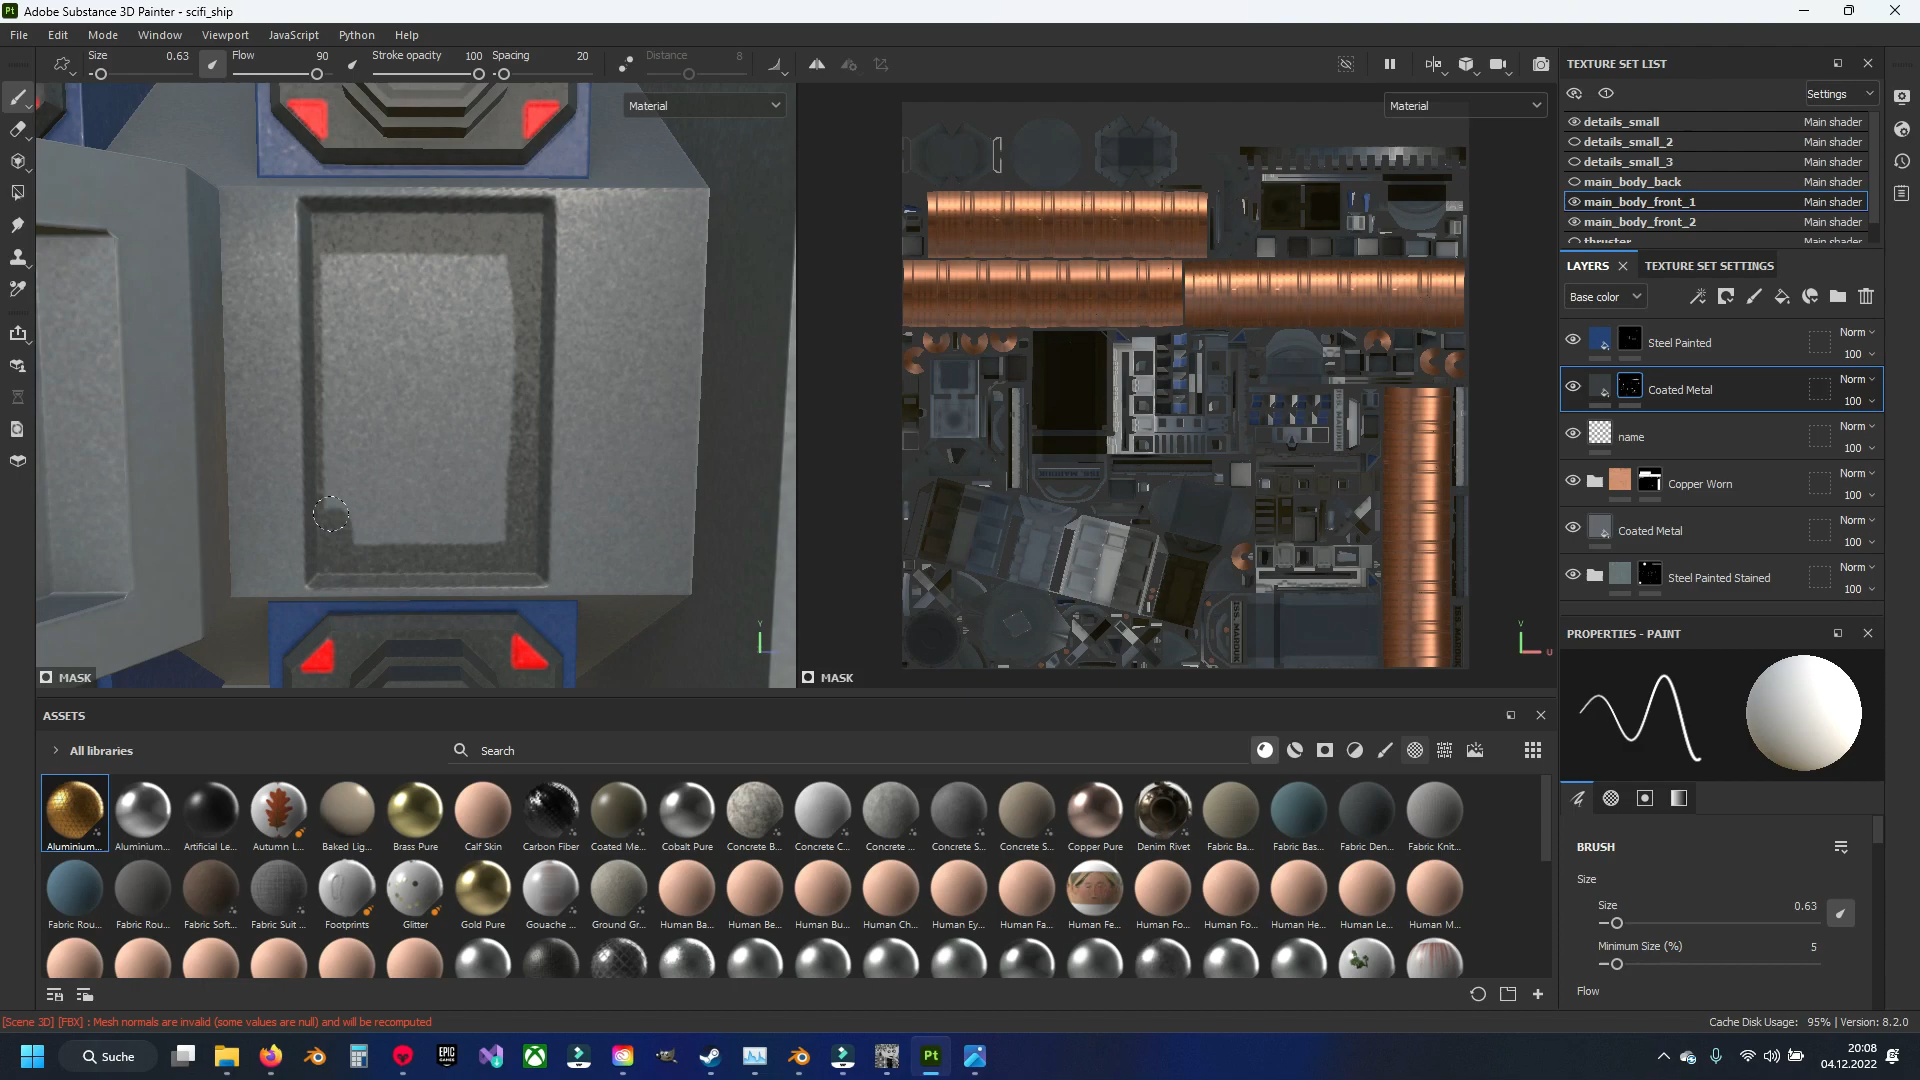 Adobe Substance 3D Painter - scifi_ship
File Edit Mode Window Viewport JavaScript Python Help
Size 0.63 Flow 90 Stroke opacity 100 Spacing 20 Distance 8
Material
Material
MASK
MASK
ISS MARDUK
TEXTURE SET LIST
Settings
details_small Main shader
details_small_2 Main shader
details_small_3 Main shader
main_body_back Main shader
main_body_front_1 Main shader
main_body_front_2 Main shader
thruster Main shader
LAYERS TEXTURE SET SETTINGS
Base color
Steel Painted Norm 100
Coated Metal Norm 100
name Norm 100
Copper Worn Norm 100
Coated Metal Norm 100
Steel Painted Stained Norm 100
PROPERTIES - PAINT
BRUSH
Size
Size 0.63
Minimum Size (%) 5
Flow
ASSETS
All libraries Search
Aluminium... Aluminium... Artificial Le... Autumn L... Baked Lig... Brass Pure Calf Skin Carbon Fiber Coated Me... Cobalt Pure Concrete B... Concrete C... Concrete ... Concrete S... Concrete S... Copper Pure Denim Rivet Fabric Ba... Fabric Bas... Fabric Den... Fabric Knit...
Fabric Rou... Fabric Rou... Fabric Soft... Fabric Suit ... Footprints Glitter Gold Pure Gouache ... Ground Gr... Human Ba... Human Be... Human Bu... Human Ch... Human Ey... Human Fa... Human Fe... Human Fo... Human Fo... Human He... Human Le... Human M...
[Scene 3D] [FBX] : Mesh normals are invalid (some values are null) and will be recomputed
Cache Disk Usage: 95% | Version: 8.2.0
Suche
20:08
04.12.2022